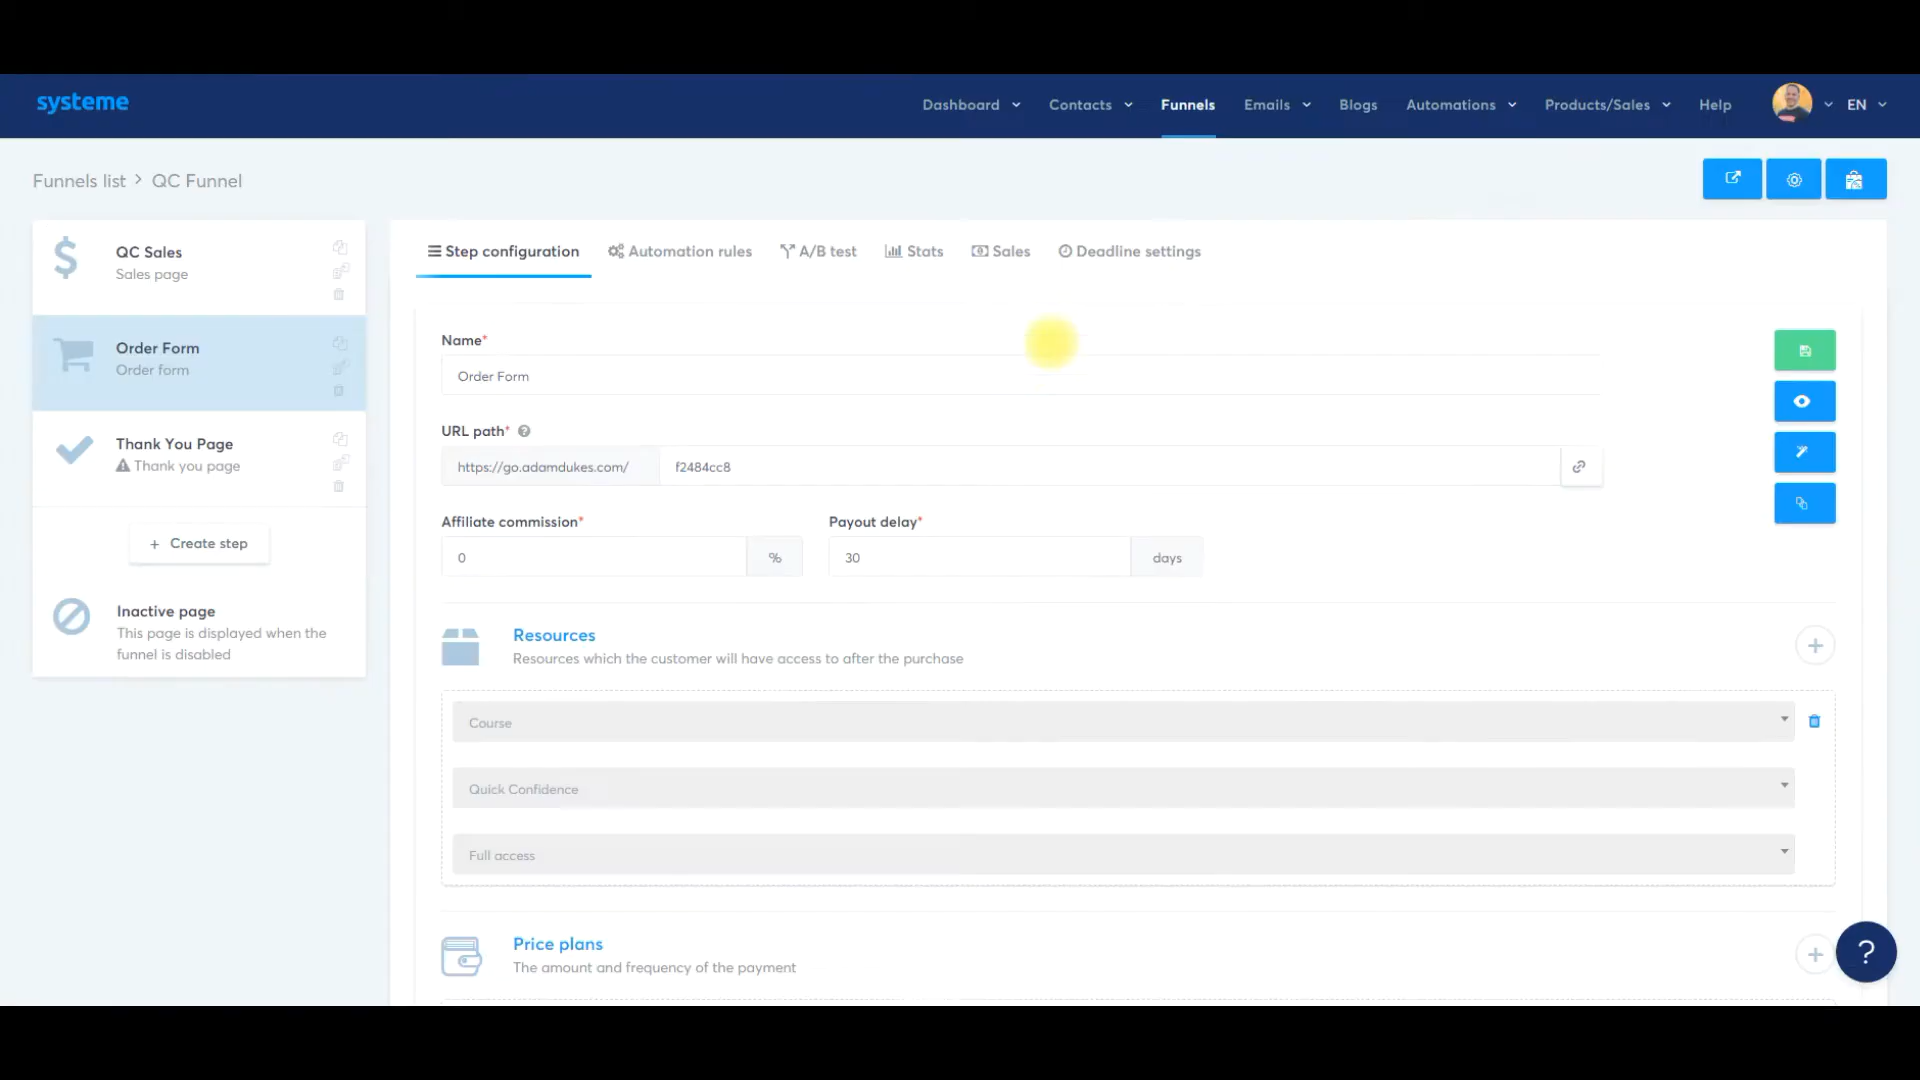 systeme
Dashboard
Contacts
Funnels
Emails
Blogs
Automations
Products/Sales
Help
EN
Funnels list > QC Funnel
QC Sales
Sales page
Order Form
Order form
Thank You Page
Thank you page
+ Create step
Inactive page
This page is displayed when the
funnel is disabled
Step configuration
Automation rules
A/B test
Stats
Sales
Deadline settings
Name*
Order Form
URL path* ?
https://go.adamdukes.com/ f2484cc8
Affiliate commission*
Payout delay*
0 %
30 days
Resources
Resources which the customer will have access to after the purchase
Course
Quick Confidence
Full access
Price plans
The amount and frequency of the payment
?